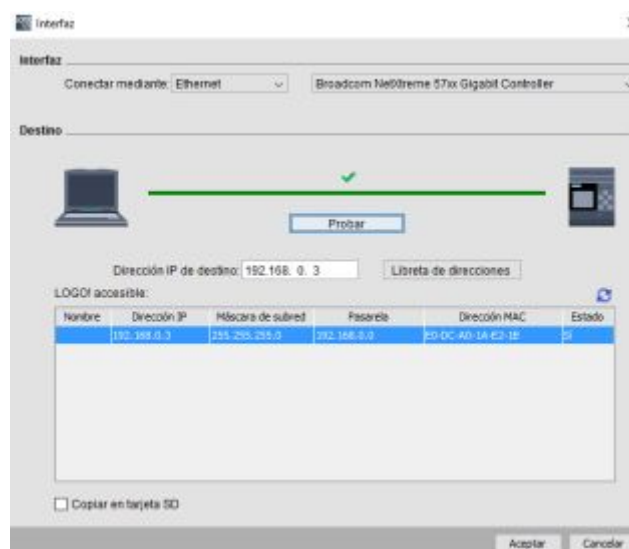 Interfaz
Interfaz
Conectar mediante: Ethernet Broadcom NetXtreme 57xx Gigabit Controller
Destino
Probar
Dirección IP de destino: 192.168. 0. 3 Libreta de direcciones
LOGO! accesible:
Nombre Dirección IP Máscara de subred Pasarela Dirección MAC Estado
192.168.0.3 255.255.255.0 192.168.0.0 E0-DC-A0-1A-E2-1E Sí
Copiar en tarjeta SD
Aceptar Cancelar